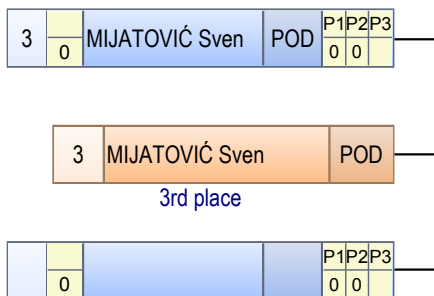 P1 P2 P3
3 0 MIJATOVIĆ Sven POD 0 0
3 MIJATOVIĆ Sven POD
3rd place
P1 P2 P3
0 0 0